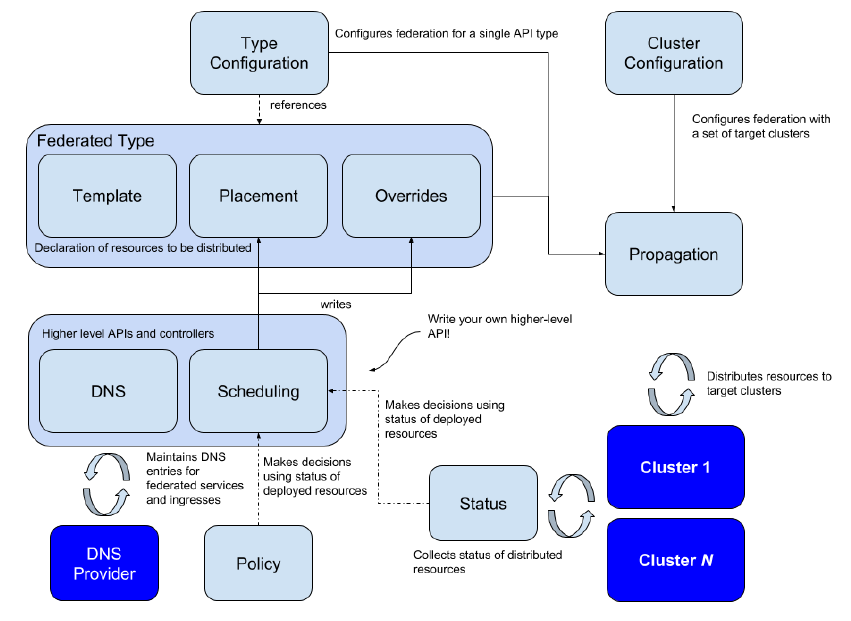 Type
Configuration
Configures federation for a single API type
Cluster
Configuration
references
Configures federation with
a set of target clusters
Federated Type
Template
Placement
Overrides
Declaration of resources to be distributed
Propagation
writes
Write your own higher-level
API!
Higher level APIs and controllers
DNS
Scheduling
Distributes resources to
target clusters
Makes decisions using
status of deployed
resources
Maintains DNS
entries for
federated services
and ingresses
Makes decisions
using status of
deployed resources
Cluster 1
Status
Collects status of distributed
resources
DNS
Provider
Policy
Cluster N